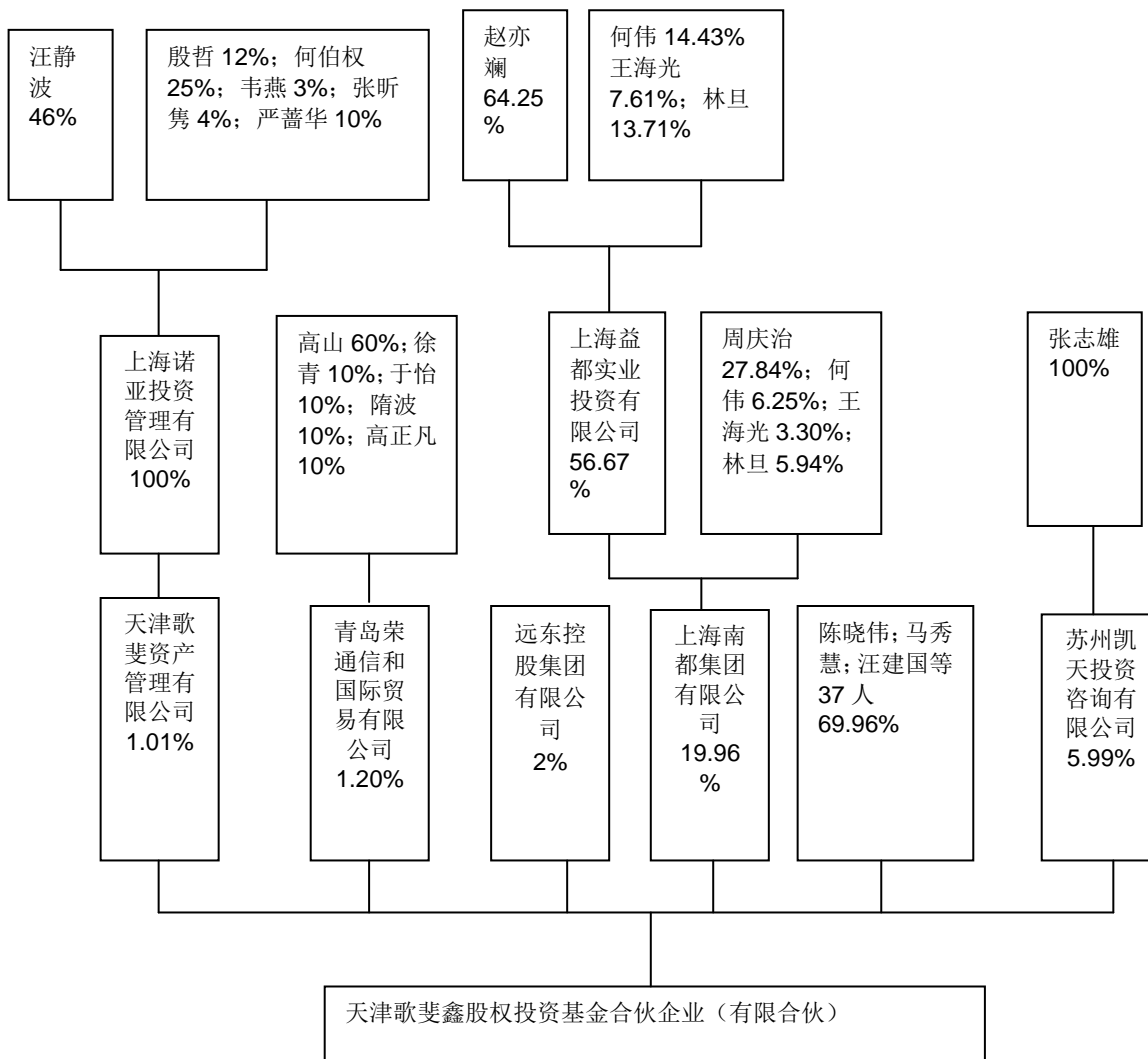 汪静
波
46%
殷哲 12%；何伯权
25%；韦燕 3%；张昕
隽 4%；严蔷华 10%
赵亦
斓
64.25
%
何伟 14.43%
王海光
7.61%；林旦
13.71%
上海诺
亚投资
管理有
限公司
100%
高山 60%；徐
青 10%；于怡
10%；隋波
10%；高正凡
10%
上海益
都实业
投资有
限公司
56.67
%
周庆治
27.84%；何
伟 6.25%；王
海光 3.30%；
林旦 5.94%
张志雄
100%
天津歌
斐资产
管理有
限公司
1.01%
青岛荣
通信和
国际贸
易有限
公司
1.20%
远东控
股集团
有限公
司
2%
上海南
都集团
有限公
司
19.96
%
陈晓伟；马秀
慧；汪建国等
37 人
69.96%
苏州凯
天投资
咨询有
限公司
5.99%
天津歌斐鑫股权投资基金合伙企业（有限合伙）